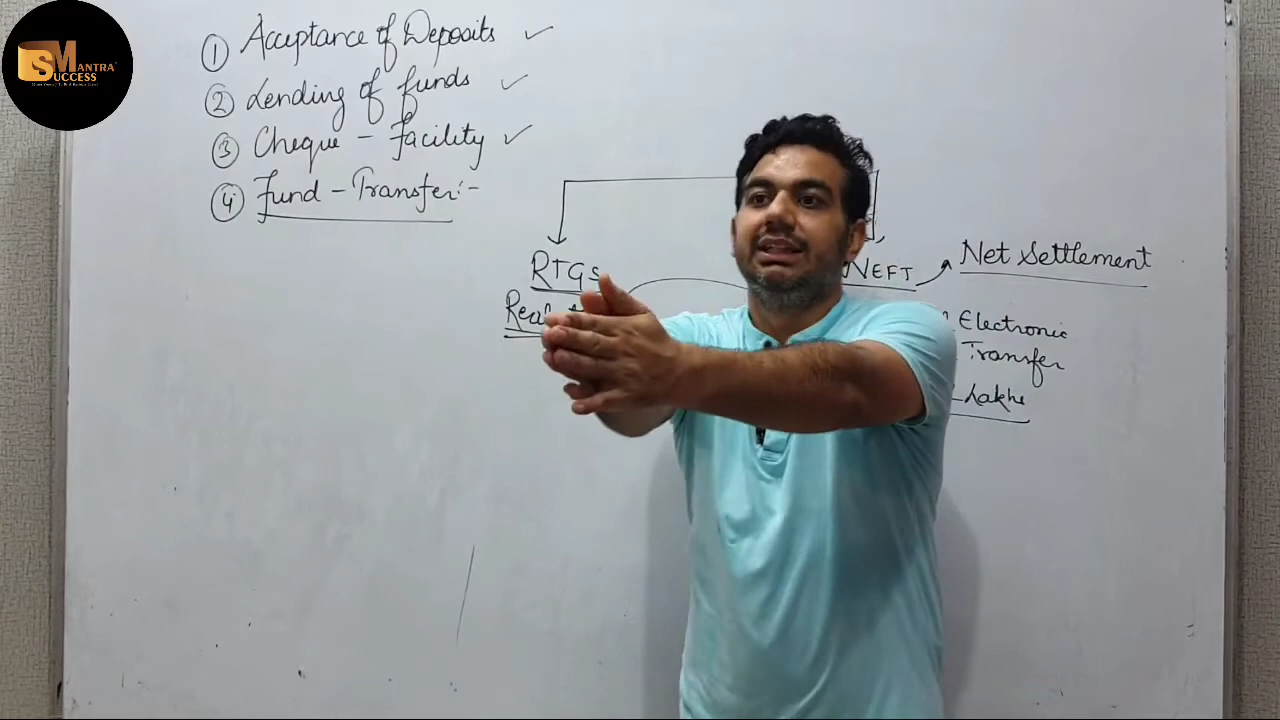 SMANTRA
SUCCESS
① Acceptance of Deposits ✓
② Lending of funds ✓
③ Cheque - Facility ✓
④ Fund - Transfer:-
RTGS
NEFT
Net Settlement
Electronic
Transfer
Lakhs